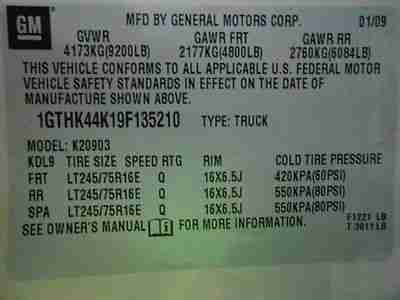 GM
MFD BY GENERAL MOTORS CORP. 01/09
GVWR GAWR FRT GAWR RR
4173KG(9200LB) 2177KG(4800LB) 2760KG(6084LB)
THIS VEHICLE CONFORMS TO ALL APPLICABLE U.S. FEDERAL MOTOR
VEHICLE SAFETY STANDARDS IN EFFECT ON THE DATE OF
MANUFACTURE SHOWN ABOVE.
1GTHK44K19F135210 TYPE: TRUCK
MODEL: K20903
KDL9 TIRE SIZE SPEED RTG RIM COLD TIRE PRESSURE
FRT LT245/75R16E Q 16X6.5J 420KPA(60PSI)
RR LT245/75R16E Q 16X6.5J 550KPA(80PSI)
SPA LT245/75R16E Q 16X6.5J 550KPA(80PSI)
SEE OWNER'S MANUAL FOR MORE INFORMATION. F1221 LB
T 3011 LB